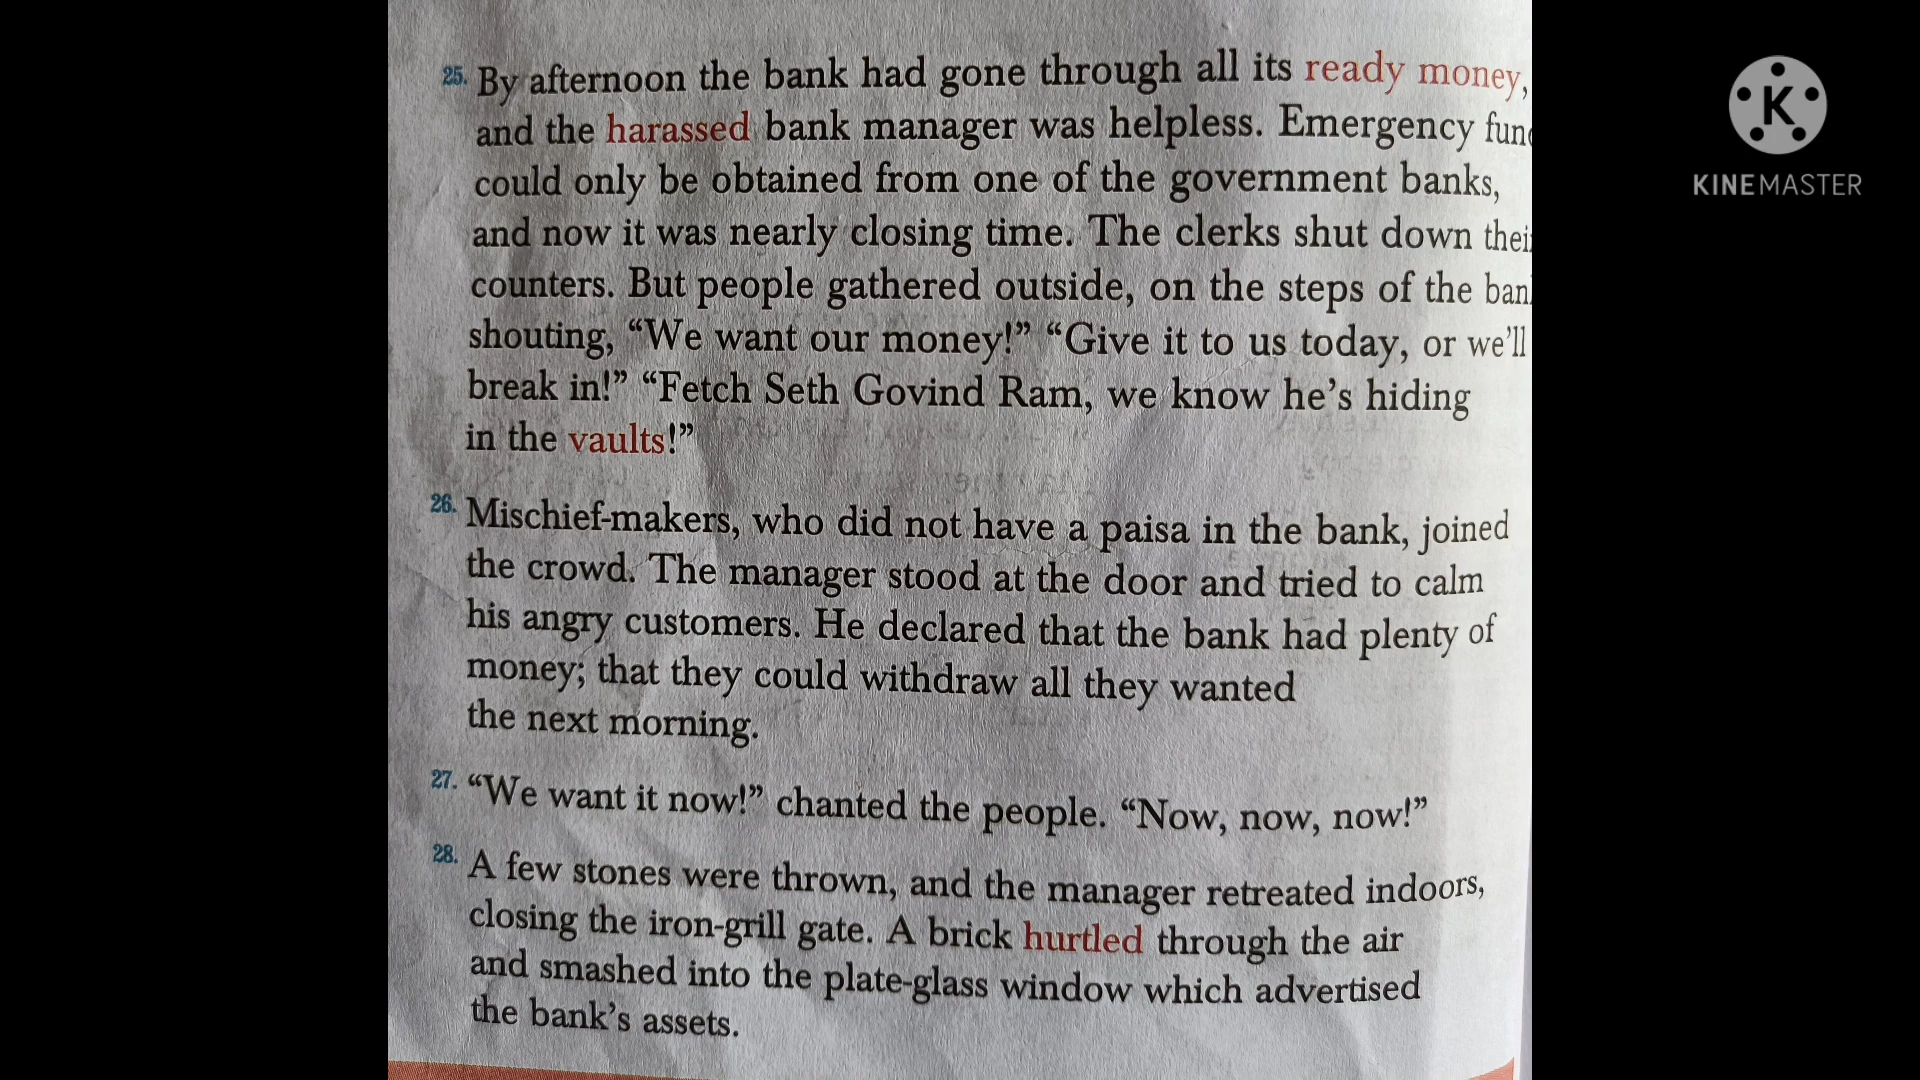 25. By afternoon the bank had gone through all its ready money,
and the harassed bank manager was helpless. Emergency
could only be obtained from one of the government banks,
and now it was nearly closing time. The clerks shut down
counters. But people gathered outside, on the steps of the
shouting, “We want our money!” “Give it to us today, or we’ll
break in!” “Fetch Seth Govind Ram, we know he’s hiding
in the vaults!”
26. Mischief-makers, who did not have a paisa in the bank, joined
the crowd. The manager stood at the door and tried to calm
his angry customers. He declared that the bank had plenty of
money; that they could withdraw all they wanted
the next morning.
27. “We want it now!” chanted the people. “Now, now, now!”
28. A few stones were thrown, and the manager retreated indoors,
closing the iron-grill gate. A brick hurtled through the air
and smashed into the plate-glass window which advertised
the bank’s assets.
K
KINEMASTER